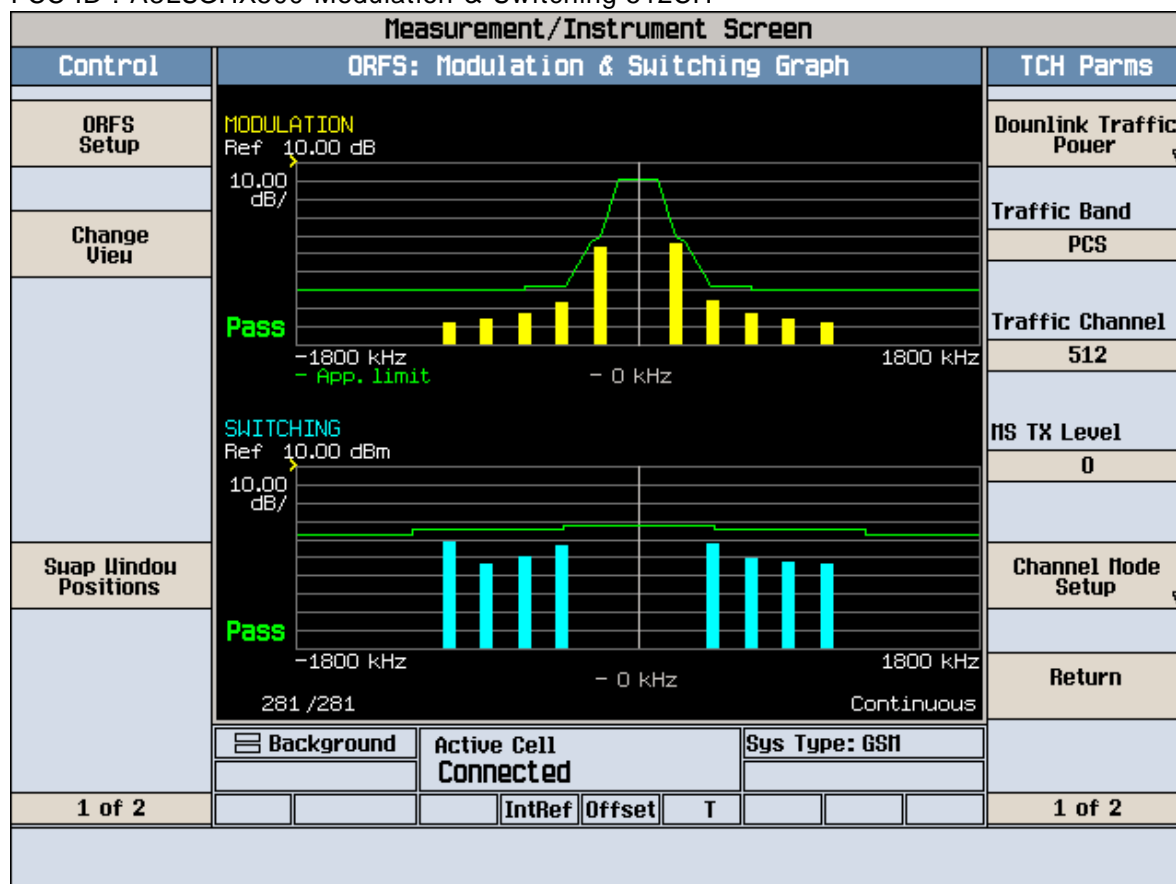 Measurement/Instrument Screen
Control
ORFS: Modulation & Switching Graph
TCH Parms
ORFS
Setup
Change
View
Swap Window
Positions
1 of 2
MODULATION
Ref 10.00 dB
10.00
dB/
Pass
-1800 kHz
1800 kHz
- App. limit
- 0 kHz
SWITCHING
Ref 10.00 dBm
10.00
dB/
Pass
-1800 kHz
1800 kHz
- 0 kHz
281/281
Continuous
Background
Active Cell
Connected
Sys Type: GSM
IntRef
Offset
T
Downlink Traffic
Power
Traffic Band
PCS
Traffic Channel
512
MS TX Level
0
Channel Mode
Setup
Return
1 of 2